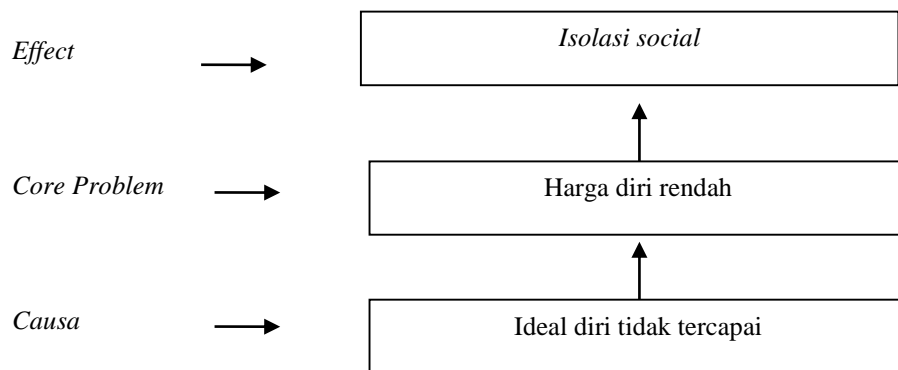 Effect
Isolasi social
Core Problem
Harga diri rendah
Causa
Ideal diri tidak tercapai